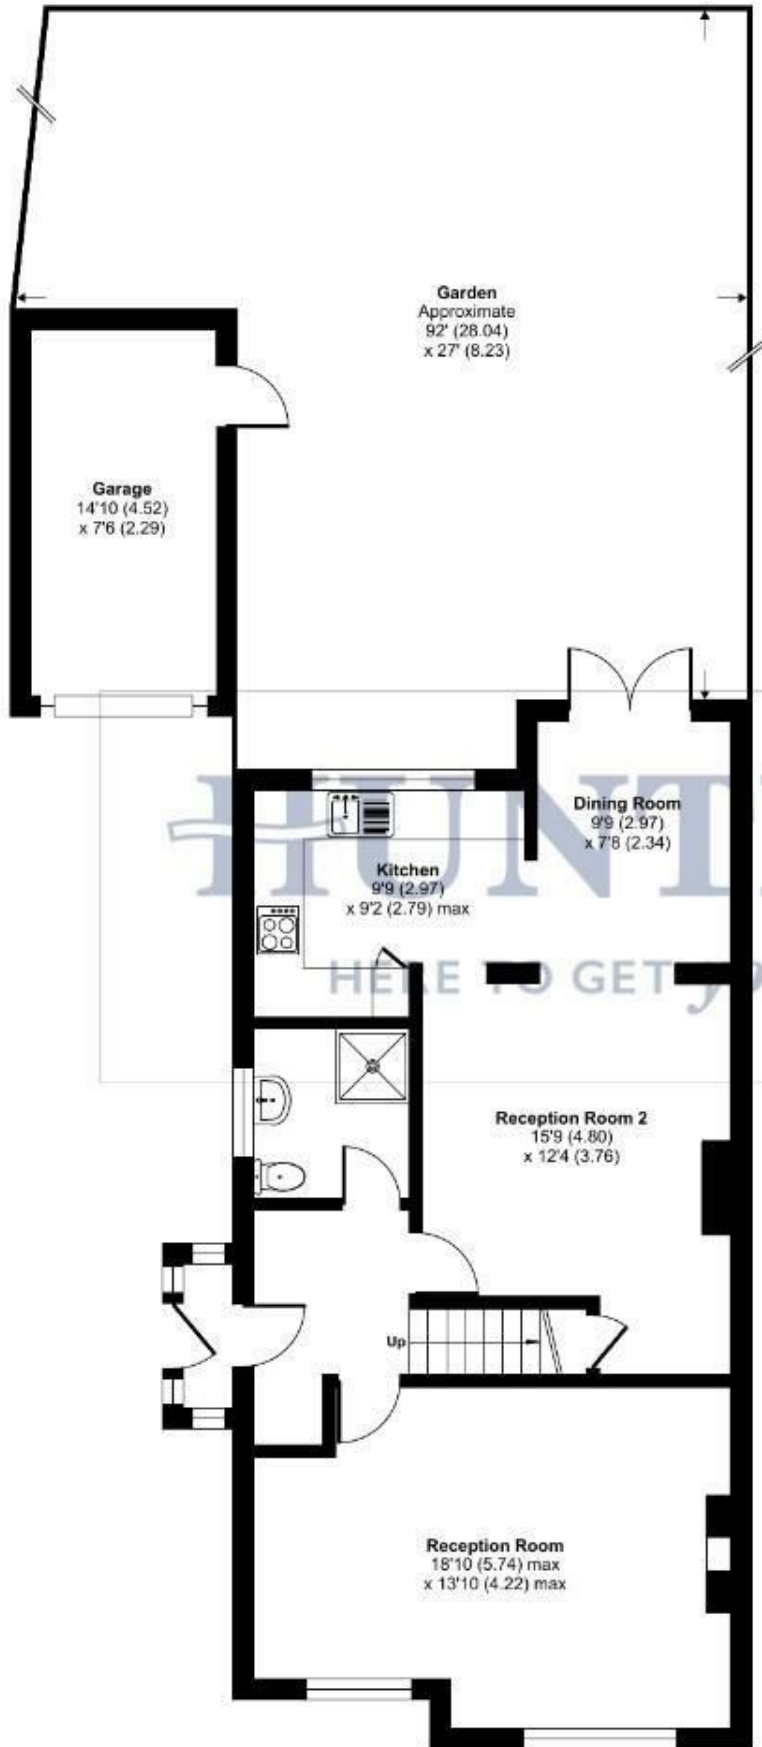 Garden
Approximate
92' (28.04)
x 27' (8.23)
Garage
14'10 (4.52)
x 7'6 (2.29)
Dining Room
9'9 (2.97)
x 7'8 (2.34)
Kitchen
9'9 (2.97)
x 9'2 (2.79) max
HUNT
HERE TO GET
Reception Room 2
15'9 (4.80)
x 12'4 (3.76)
Up
Reception Room
18'10 (5.74) max
x 13'10 (4.22) max